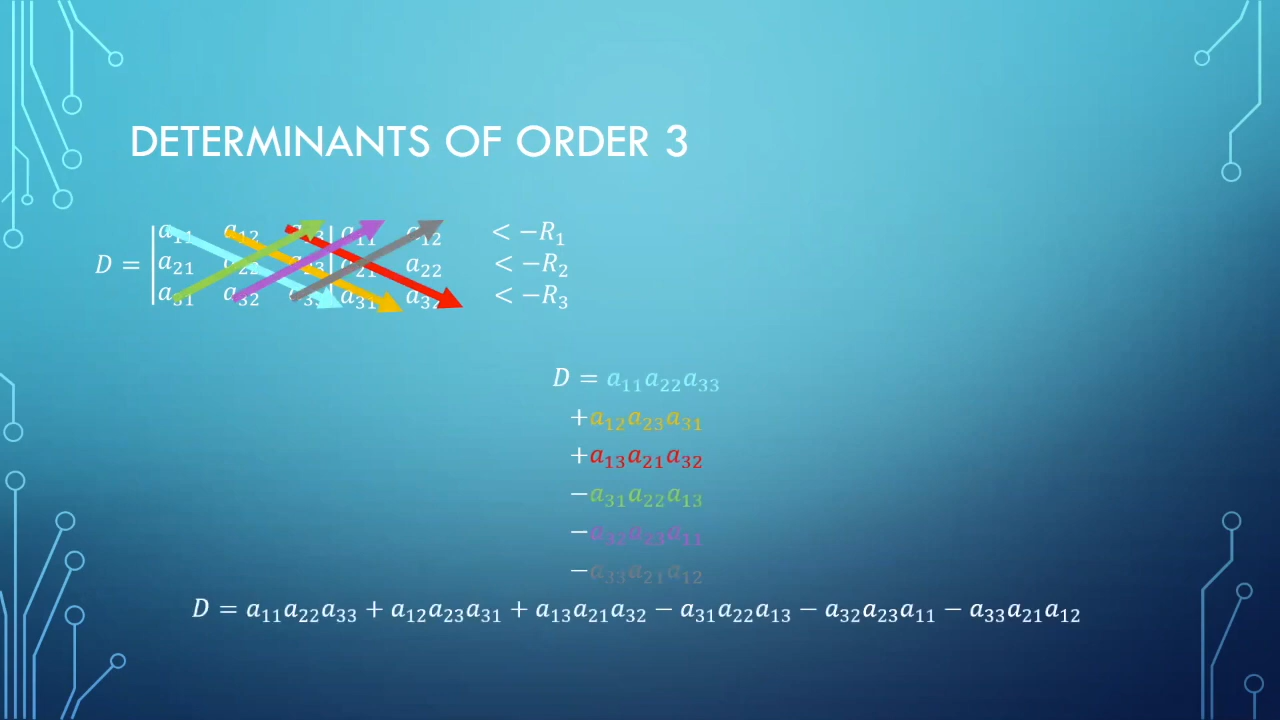 DETERMINANTS OF ORDER 3
a₁₁ a₁₂ a₁₃ a₁₁ a₁₂ < −R₁
D = a₂₁ a₂₂ a₂₃ a₂₁ a₂₂ < −R₂
a₃₁ a₃₂ a₃₃ a₃₁ a₃₂ < −R₃
D = a₁₁a₂₂a₃₃
+a₁₂a₂₃a₃₁
+a₁₃a₂₁a₃₂
−a₃₁a₂₂a₁₃
−a₃₂a₂₃a₁₁
−a₃₃a₂₁a₁₂
D = a₁₁a₂₂a₃₃ + a₁₂a₂₃a₃₁ + a₁₃a₂₁a₃₂ − a₃₁a₂₂a₁₃ − a₃₂a₂₃a₁₁ − a₃₃a₂₁a₁₂